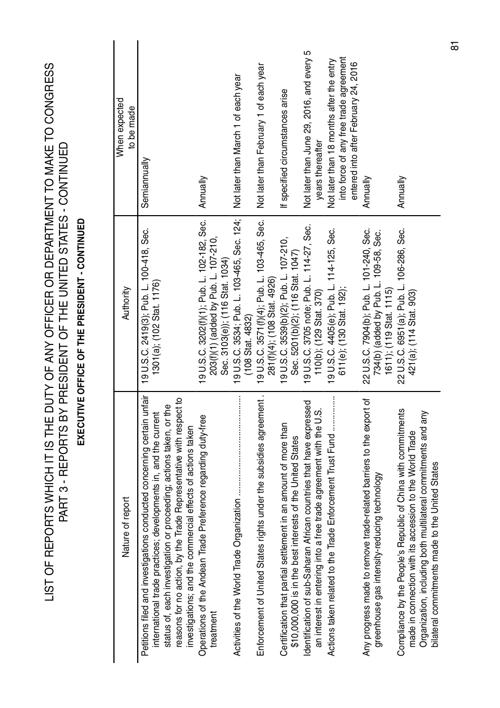 LIST OF REPORTS WHICH IT IS THE DUTY OF ANY OFFICER OR DEPARTMENT TO MAKE TO CONGRESS
PART 3 - REPORTS BY PRESIDENT OF THE UNITED STATES - CONTINUED
EXECUTIVE OFFICE OF THE PRESIDENT - CONTINUED
Nature of report
Authority
When expected
to be made
Petitions filed and investigations conducted concerning certain unfair
international trade practices; developments in, and the current
status of, each investigation or proceeding; actions taken, or the
reasons for no action, by the Trade Representative with respect to
investigations; and the commercial effects of actions taken
19 U.S.C. 2419(3); Pub. L. 100-418, Sec.
1301(a); (102 Stat. 1176)
Semiannually
Operations of the Andean Trade Preference regarding duty-free
treatment
19 U.S.C. 3202(f)(1); Pub. L. 102-182, Sec.
203(f)(1) (added by Pub. L. 107-210,
Sec. 3103(e)); (116 Stat. 1034)
Annually
Activities of the World Trade Organization ....................................
19 U.S.C. 3534; Pub. L. 103-465, Sec. 124;
(108 Stat. 4832)
Not later than March 1 of each year
Enforcement of United States rights under the subsidies agreement .
19 U.S.C. 3571(f)(4); Pub. L. 103-465, Sec.
281(f)(4); (108 Stat. 4926)
Not later than February 1 of each year
Certification that partial settlement in an amount of more than
$10,000,000 is in the best interests of the United States
19 U.S.C. 3539(b)(2); Pub. L. 107-210,
Sec. 5201(b)(2); (116 Stat. 1047)
If specified circumstances arise
Identification of sub-Saharan African countries that have expressed
an interest in entering into a free trade agreement with the U.S.
19 U.S.C. 3705 note; Pub. L. 114-27, Sec.
110(b); (129 Stat. 370)
Not later than June 29, 2016, and every 5
years thereafter
Actions taken related to the Trade Enforcement Trust Fund ..............
19 U.S.C. 4405(e); Pub. L. 114-125, Sec.
611(e); (130 Stat. 192);
Not later than 18 months after the entry
into force of any free trade agreement
entered into after February 24, 2016
Any progress made to remove trade-related barriers to the export of
greenhouse gas intensity-reducing technology
22 U.S.C. 7904(b); Pub. L. 101-240, Sec.
734(b) (added by Pub. L. 109-58, Sec.
1611); (119 Stat. 1115)
Annually
Compliance by the People's Republic of China with commitments
made in connection with its accession to the World Trade
Organization, including both multilateral commitments and any
bilateral commitments made to the United States
22 U.S.C. 6951(a); Pub. L. 106-286, Sec.
421(a); (114 Stat. 903)
Annually
81